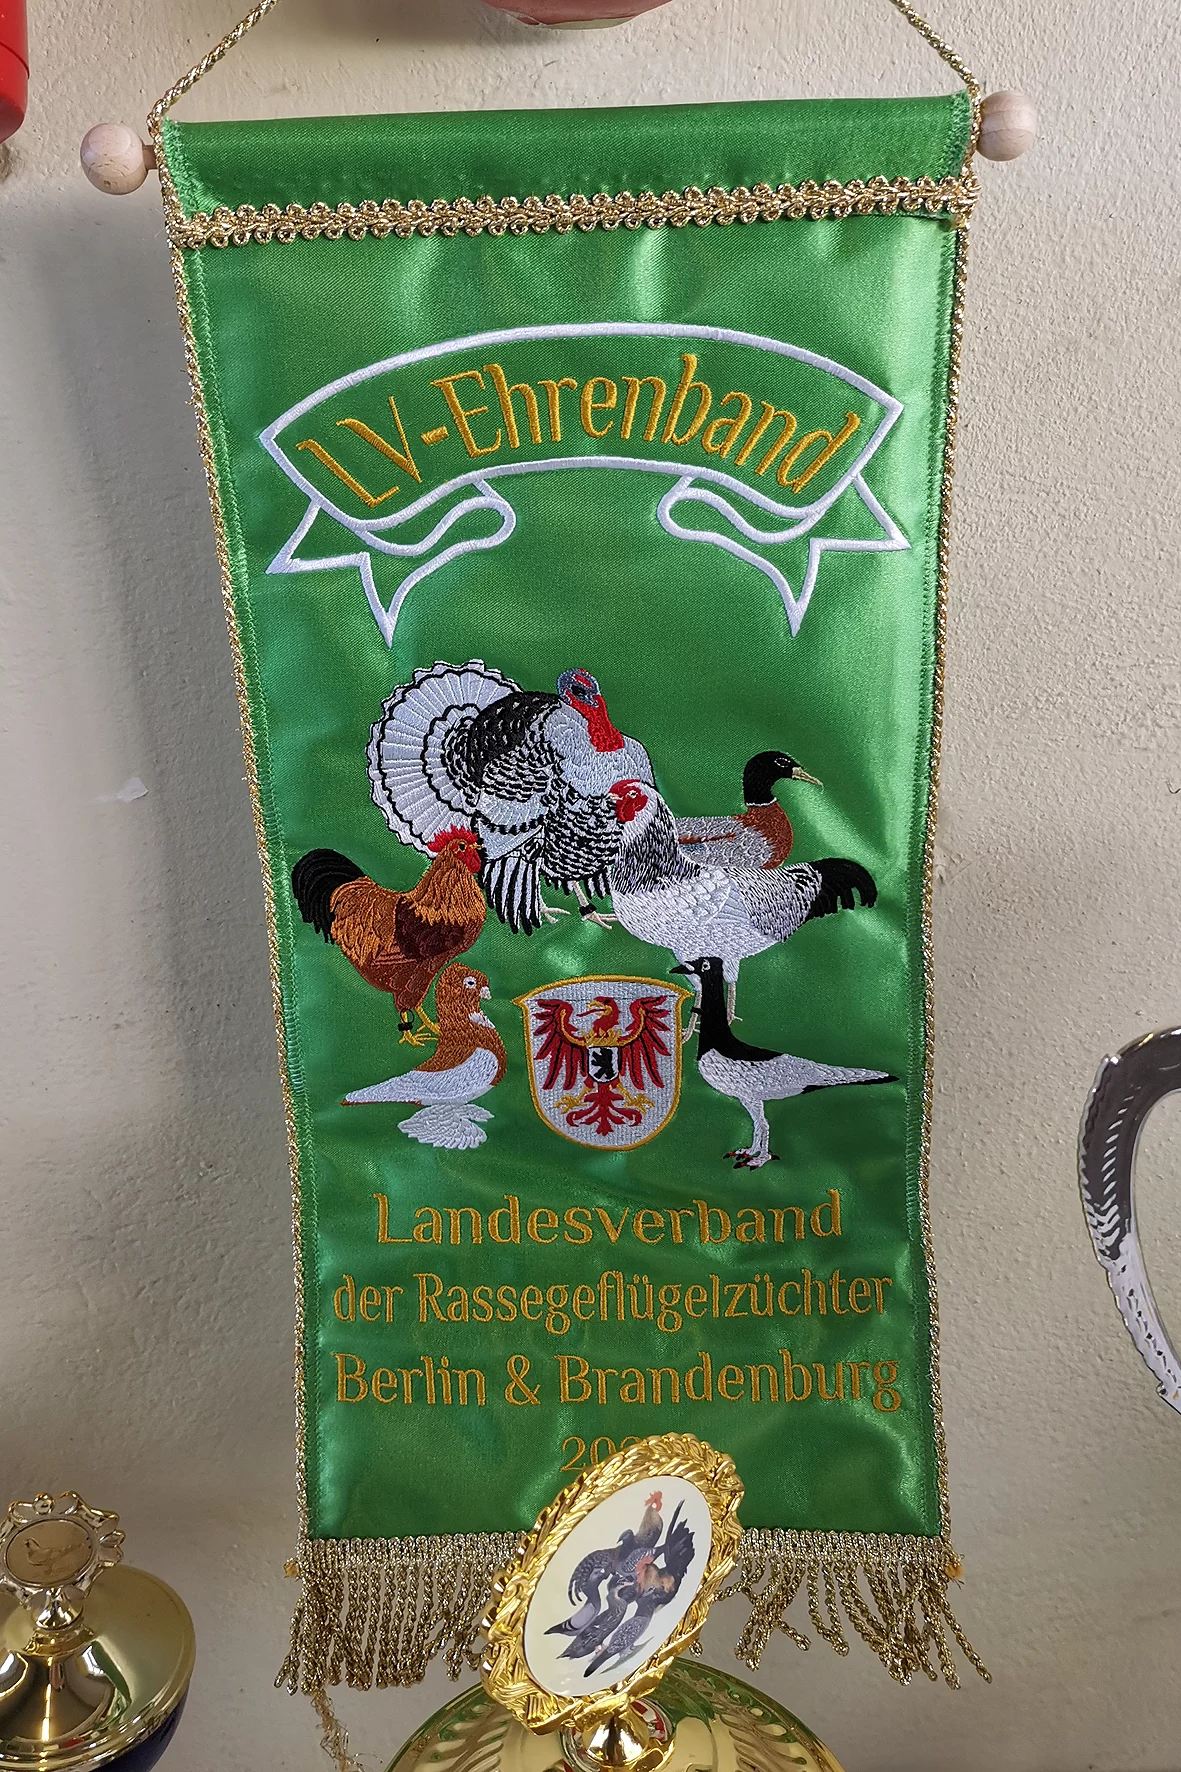 LV-Ehrenband
Landesverband
der Rassegeflügelzüchter
Berlin & Brandenburg